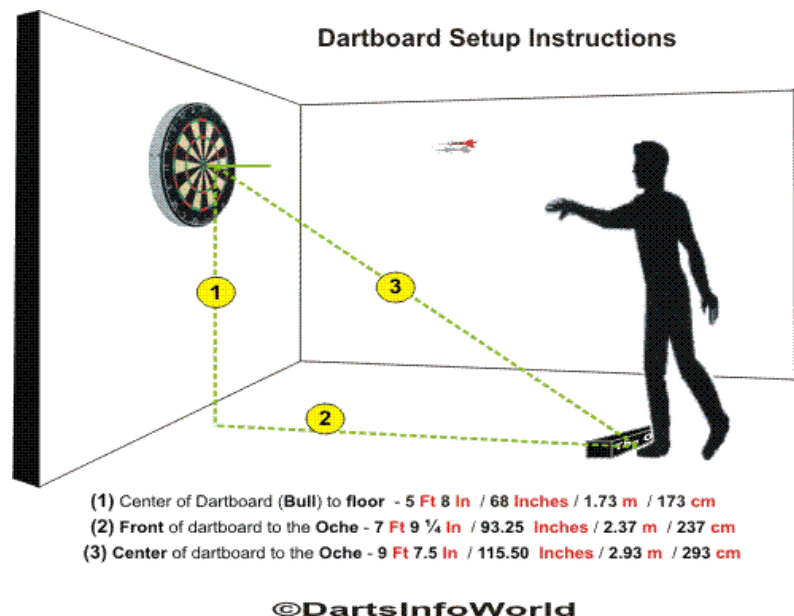 Dartboard Setup Instructions
1
3
2
(1) Center of Dartboard (Bull) to floor - 5 Ft 8 In / 68 Inches / 1.73 m / 173 cm
(2) Front of dartboard to the Oche - 7 Ft 9 ¼ In / 93.25 Inches / 2.37 m / 237 cm
(3) Center of dartboard to the Oche - 9 Ft 7.5 In / 115.50 Inches / 2.93 m / 293 cm
©DartsInfoWorld